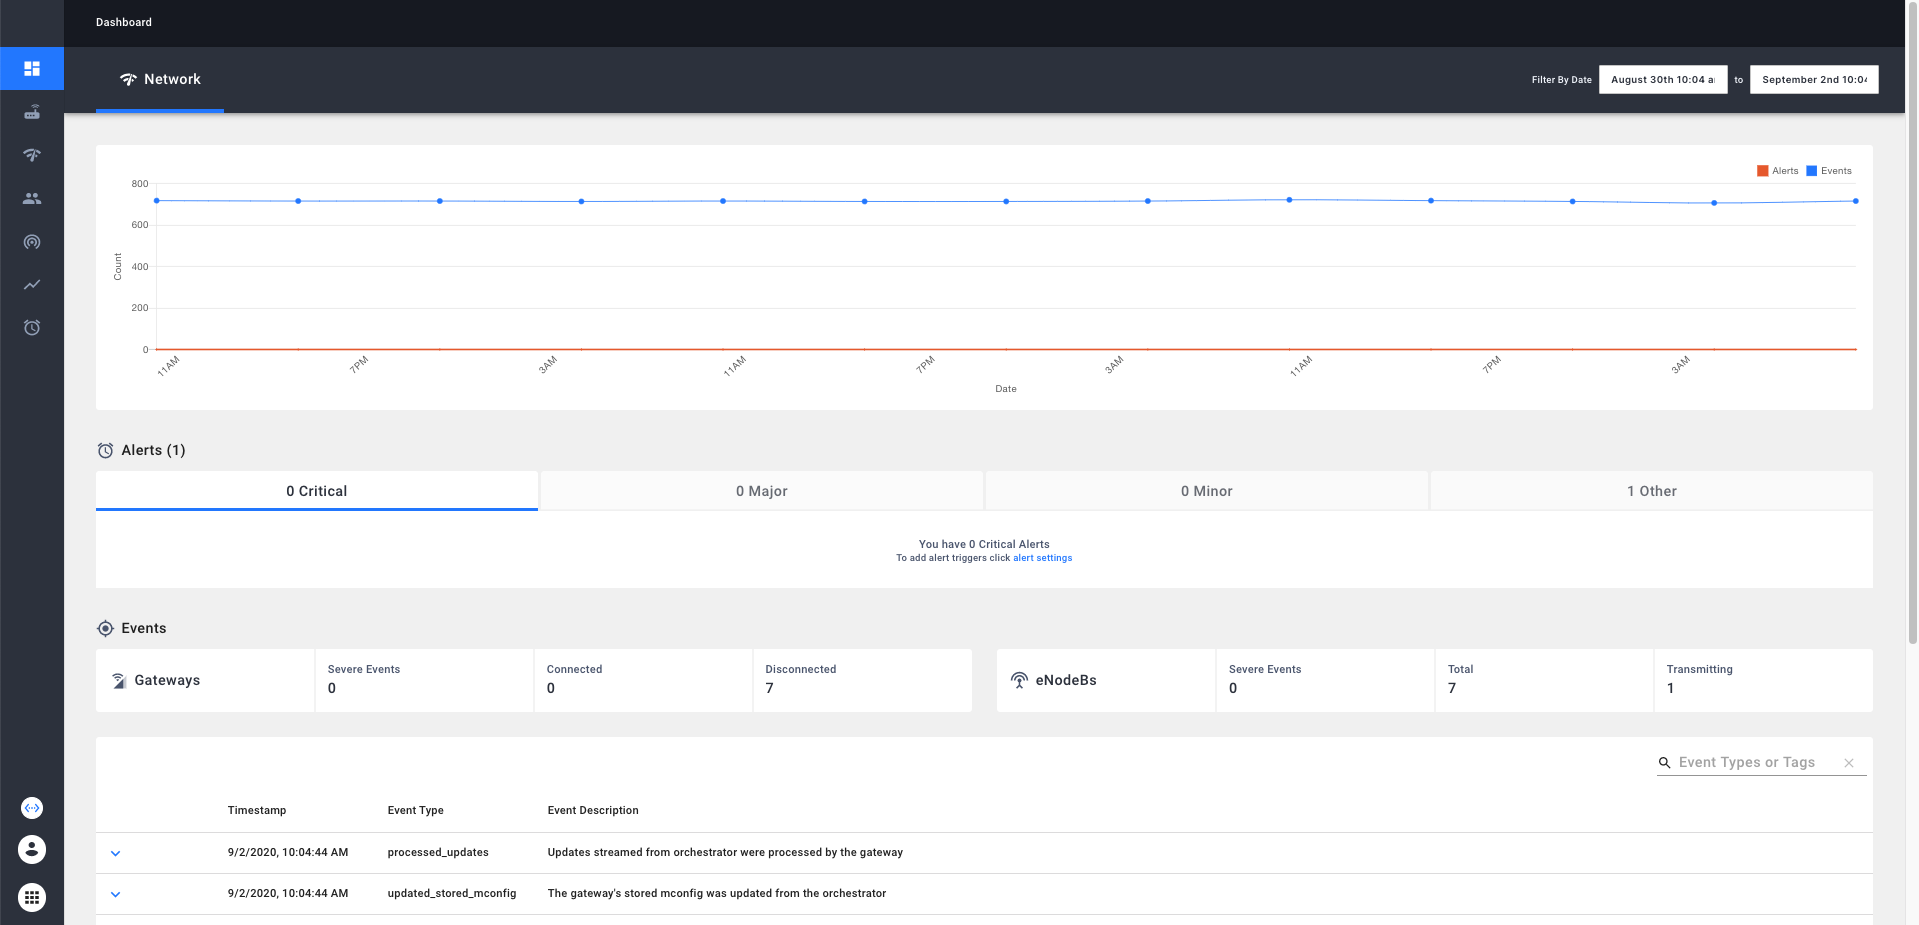 Dashboard
Network
Filter By Date
August 30th 10:04 a
to
September 2nd 10:04
Alerts Events
800
600
400
200
0
Count
11AM 7PM 3AM 11AM 7PM 3AM 11AM 7PM 3AM
Date
Alerts (1)
0 Critical
0 Major
0 Minor
1 Other
You have 0 Critical Alerts
To add alert triggers click alert settings
Events
Gateways
Severe Events
0
Connected
0
Disconnected
7
eNodeBs
Severe Events
0
Total
7
Transmitting
1
Event Types or Tags
Timestamp Event Type Event Description
9/2/2020, 10:04:44 AM processed_updates Updates streamed from orchestrator were processed by the gateway
9/2/2020, 10:04:44 AM updated_stored_mconfig The gateway's stored mconfig was updated from the orchestrator